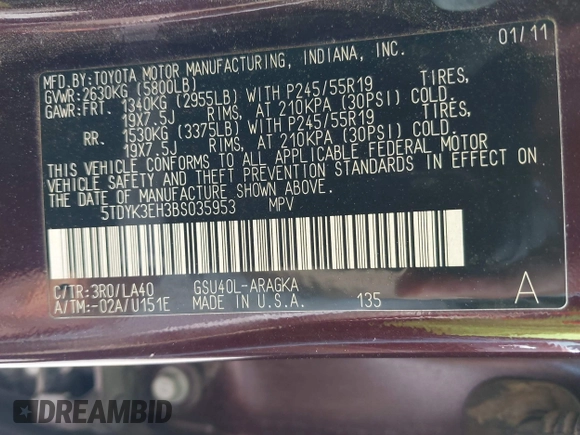 MFD.BY:TOYOTA MOTOR MANUFACTURING, INDIANA, INC. 01/11
GVWR:2630KG (5800LB)
GAWR:FRT. 1340KG (2955LB) WITH P245/55R19 TIRES,
19X7.5J RIMS, AT 210KPA (30PSI) COLD.
RR. 1530KG (3375LB) WITH P245/55R19 TIRES,
19X7.5J RIMS, AT 210KPA (30PSI) COLD.
THIS VEHICLE CONFORMS TO ALL APPLICABLE FEDERAL MOTOR
VEHICLE SAFETY AND THEFT PREVENTION STANDARDS IN EFFECT ON
THE DATE OF MANUFACTURE SHOWN ABOVE.
5TDYK3EH3BS035953 MPV
C/TR:3R0/LA40 GSU40L-ARAGKA
A/TM:-02A/U151E MADE IN U.S.A. 135 A
DREAMBID